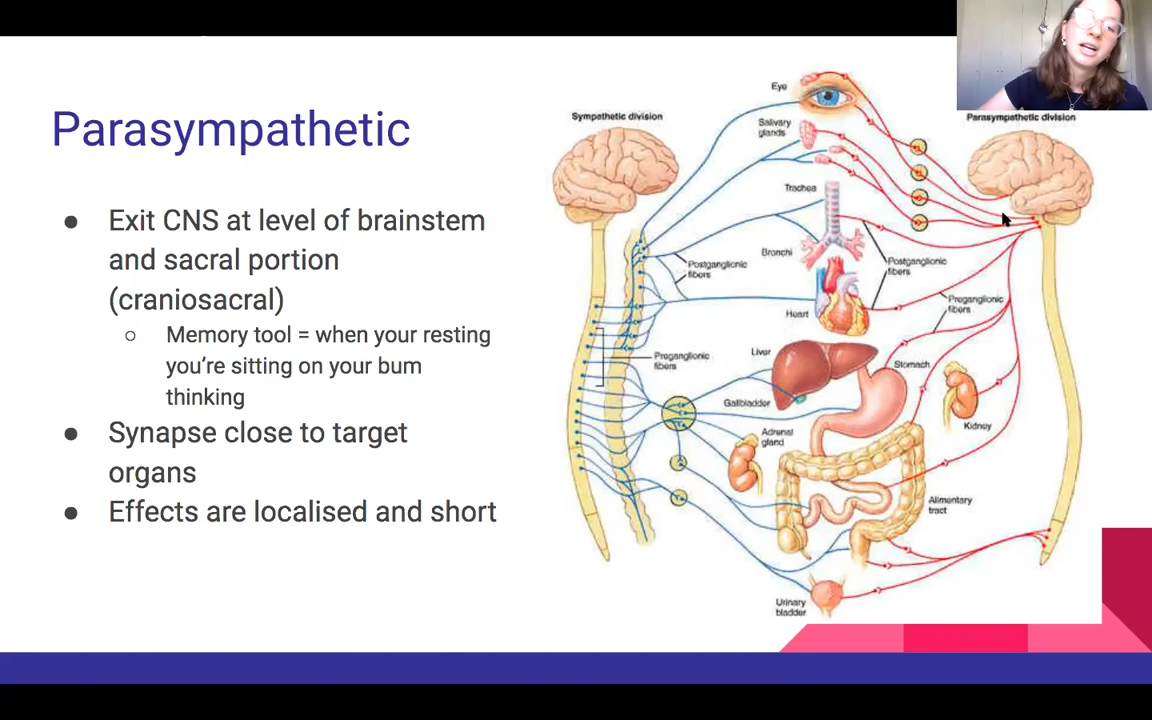 Parasympathetic
● Exit CNS at level of brainstem
and sacral portion
(craniosacral)
○ Memory tool = when your resting
you're sitting on your bum
thinking
● Synapse close to target
organs
● Effects are localised and short
Sympathetic division
Parasympathetic division
Eye
Salivary
glands
Trachea
Bronchi
Heart
Liver
Stomach
Gallbladder
Adrenal
gland
Kidney
Alimentary
tract
Urinary
bladder
Postganglionic
fibers
Preganglionic
fibers
Postganglionic
fibers
Preganglionic
fibers